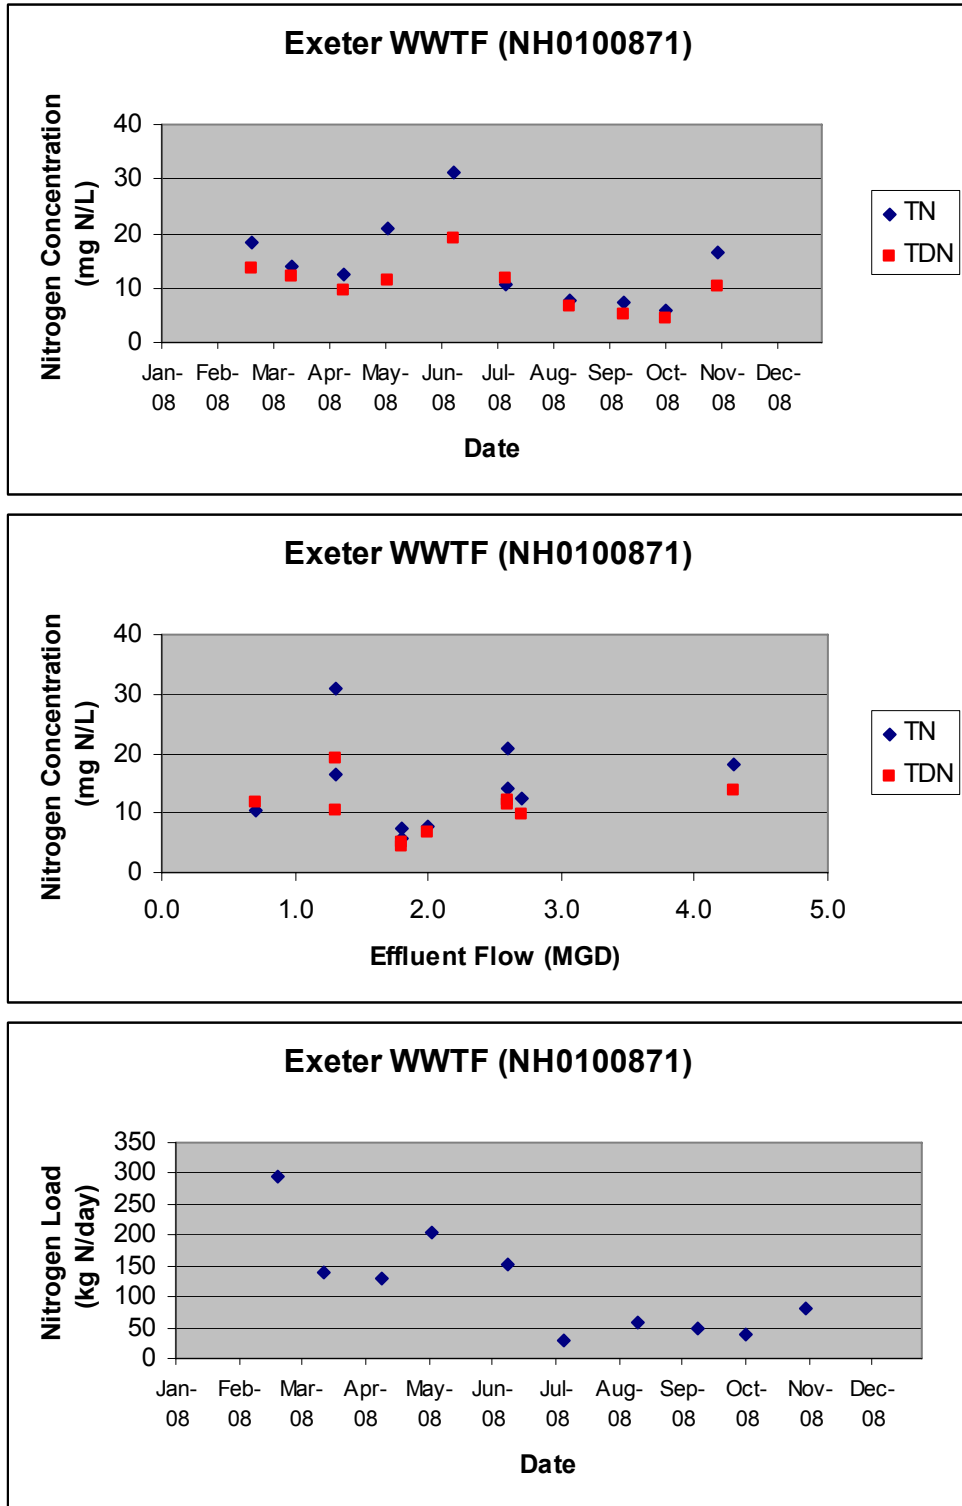 Exeter WWTF (NH0100871)
Nitrogen Concentration
(mg N/L)
40
30
20
10
0
Jan- Feb- Mar- Apr- May- Jun- Jul- Aug- Sep- Oct- Nov- Dec-
08 08 08 08 08 08 08 08 08 08 08 08
Date
TN
TDN
Exeter WWTF (NH0100871)
Nitrogen Concentration
(mg N/L)
40
30
20
10
0
0.0 1.0 2.0 3.0 4.0 5.0
Effluent Flow (MGD)
TN
TDN
Exeter WWTF (NH0100871)
Nitrogen Load
(kg N/day)
350
300
250
200
150
100
50
0
Jan- Feb- Mar- Apr- May- Jun- Jul- Aug- Sep- Oct- Nov- Dec-
08 08 08 08 08 08 08 08 08 08 08 08
Date